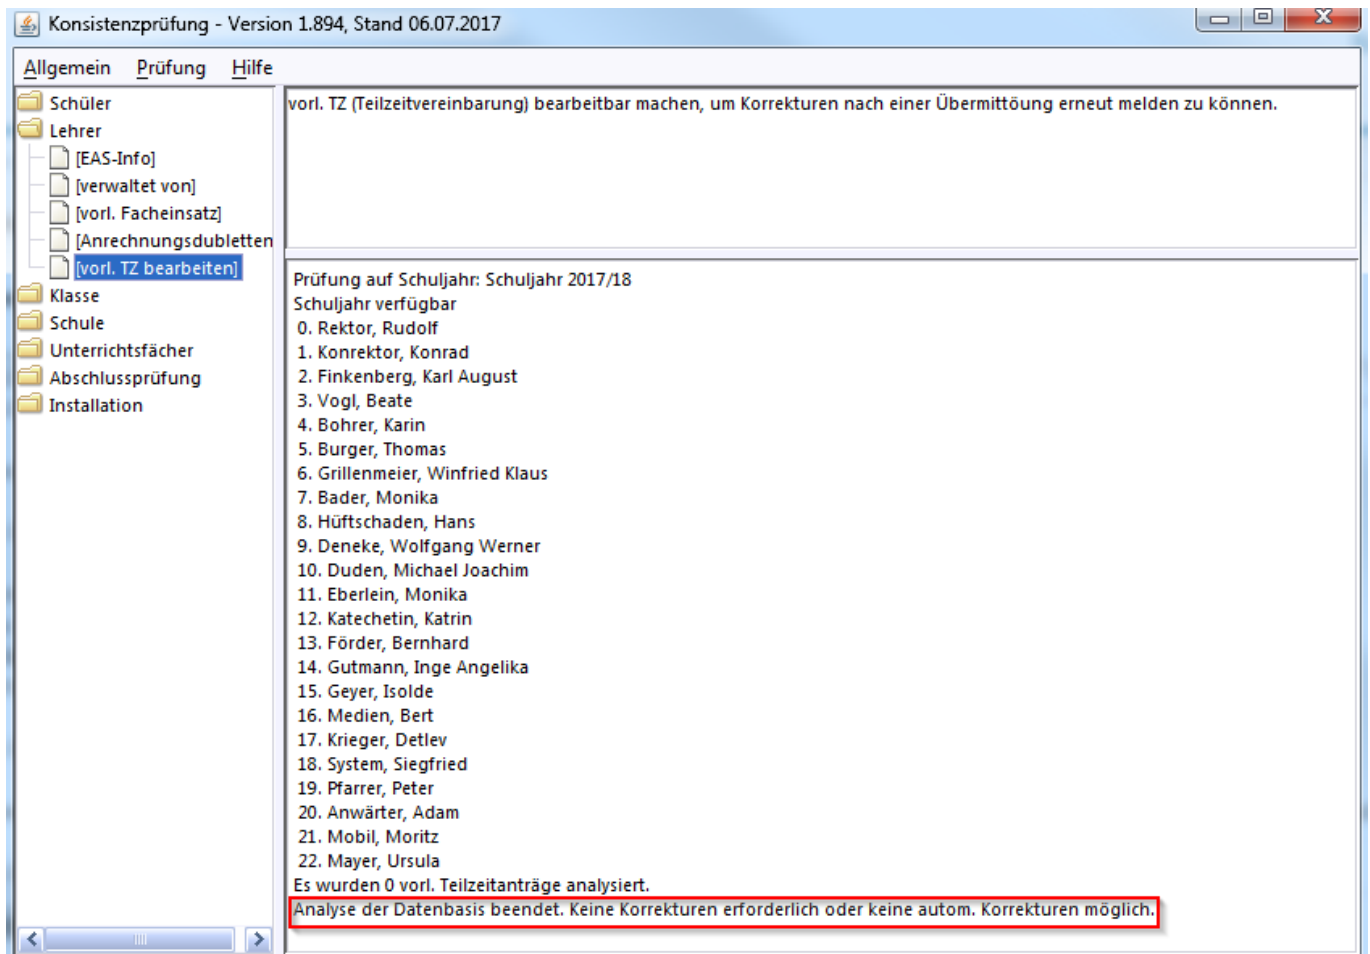 Konsistenzprüfung - Version 1.894, Stand 06.07.2017
Allgemein Prüfung Hilfe
Schüler
Lehrer
[EAS-Info]
[verwaltet von]
[vorl. Facheinsatz]
[Anrechnungsdubletten
[vorl. TZ bearbeiten]
Klasse
Schule
Unterrichtsfächer
Abschlussprüfung
Installation
vorl. TZ (Teilzeitvereinbarung) bearbeitbar machen, um Korrekturen nach einer Übermittöung erneut melden zu können.
Prüfung auf Schuljahr: Schuljahr 2017/18
Schuljahr verfügbar
0. Rektor, Rudolf
1. Konrektor, Konrad
2. Finkenberg, Karl August
3. Vogl, Beate
4. Bohrer, Karin
5. Burger, Thomas
6. Grillenmeier, Winfried Klaus
7. Bader, Monika
8. Hüftschaden, Hans
9. Deneke, Wolfgang Werner
10. Duden, Michael Joachim
11. Eberlein, Monika
12. Katechetin, Katrin
13. Förder, Bernhard
14. Gutmann, Inge Angelika
15. Geyer, Isolde
16. Medien, Bert
17. Krieger, Detlev
18. System, Siegfried
19. Pfarrer, Peter
20. Anwärter, Adam
21. Mobil, Moritz
22. Mayer, Ursula
Es wurden 0 vorl. Teilzeitanträge analysiert.
Analyse der Datenbasis beendet. Keine Korrekturen erforderlich oder keine autom. Korrekturen möglich.